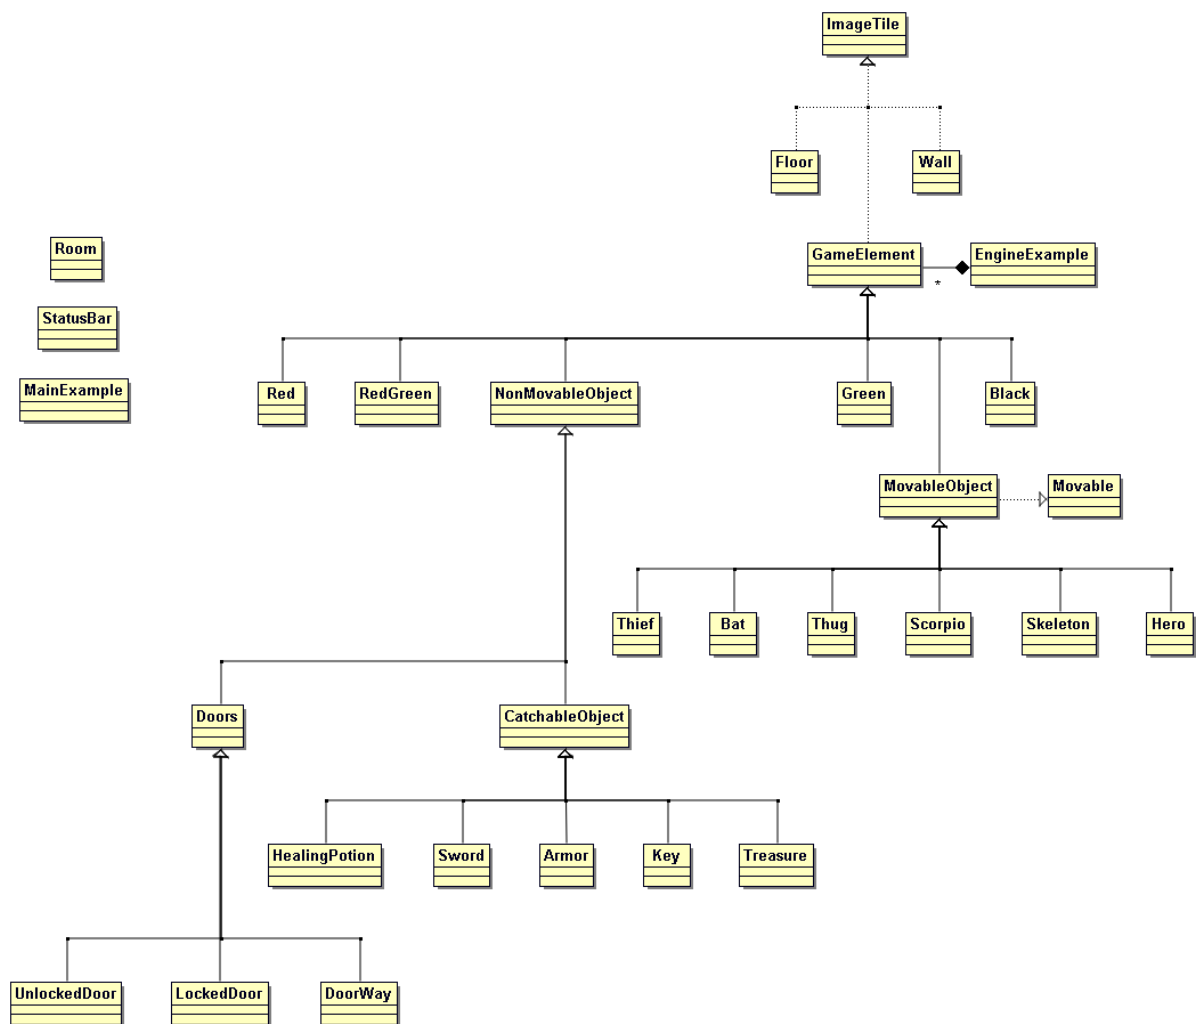 ImageTile
Floor
Wall
Room
GameElement
EngineExample
*
StatusBar
MainExample
Red
RedGreen
NonMovableObject
Green
Black
MovableObject
Movable
Thief
Bat
Thug
Scorpio
Skeleton
Hero
Doors
CatchableObject
HealingPotion
Sword
Armor
Key
Treasure
UnlockedDoor
LockedDoor
DoorWay